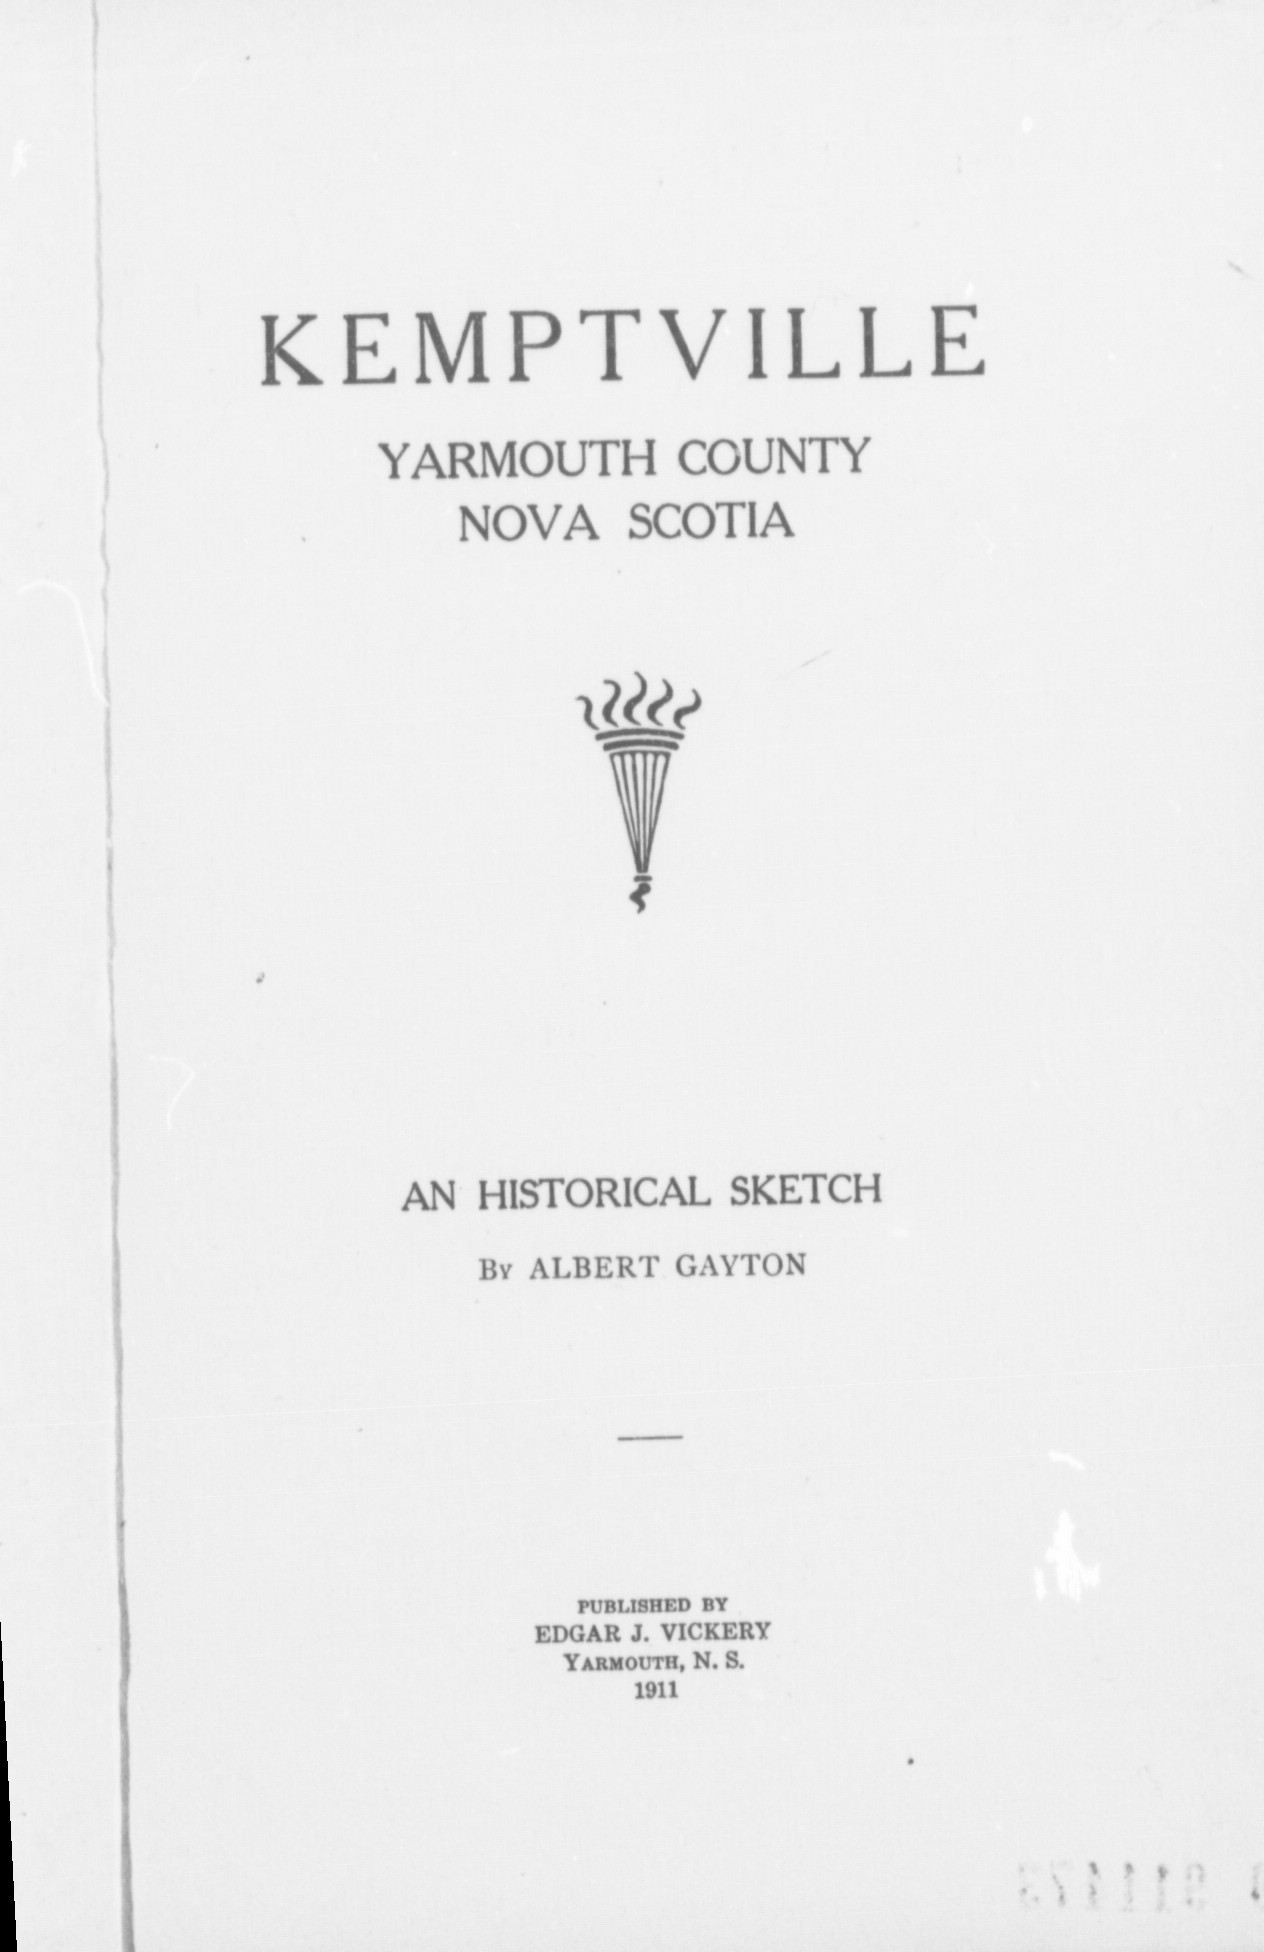 KEMPTVILLE
YARMOUTH COUNTY
NOVA SCOTIA
AN HISTORICAL SKETCH
By ALBERT GAYTON
PUBLISHED BY
EDGAR J. VICKERY
YARMOUTH, N. S.
1911